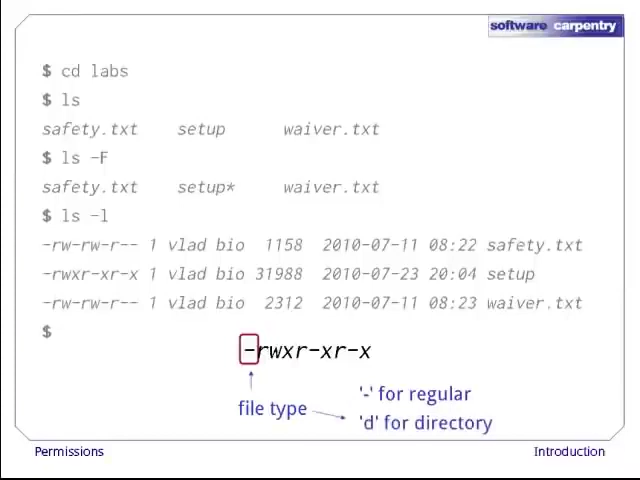 software carpentry
$ cd labs
$ ls
safety.txt setup waiver.txt
$ ls -F
safety.txt setup* waiver.txt
$ ls -l
-rw-rw-r-- 1 vlad bio 1158 2010-07-11 08:22 safety.txt
-rwxr-xr-x 1 vlad bio 31988 2010-07-23 20:04 setup
-rw-rw-r-- 1 vlad bio 2312 2010-07-11 08:23 waiver.txt
$
-rwxr-xr-x
'-' for regular
file type
'd' for directory
Permissions Introduction